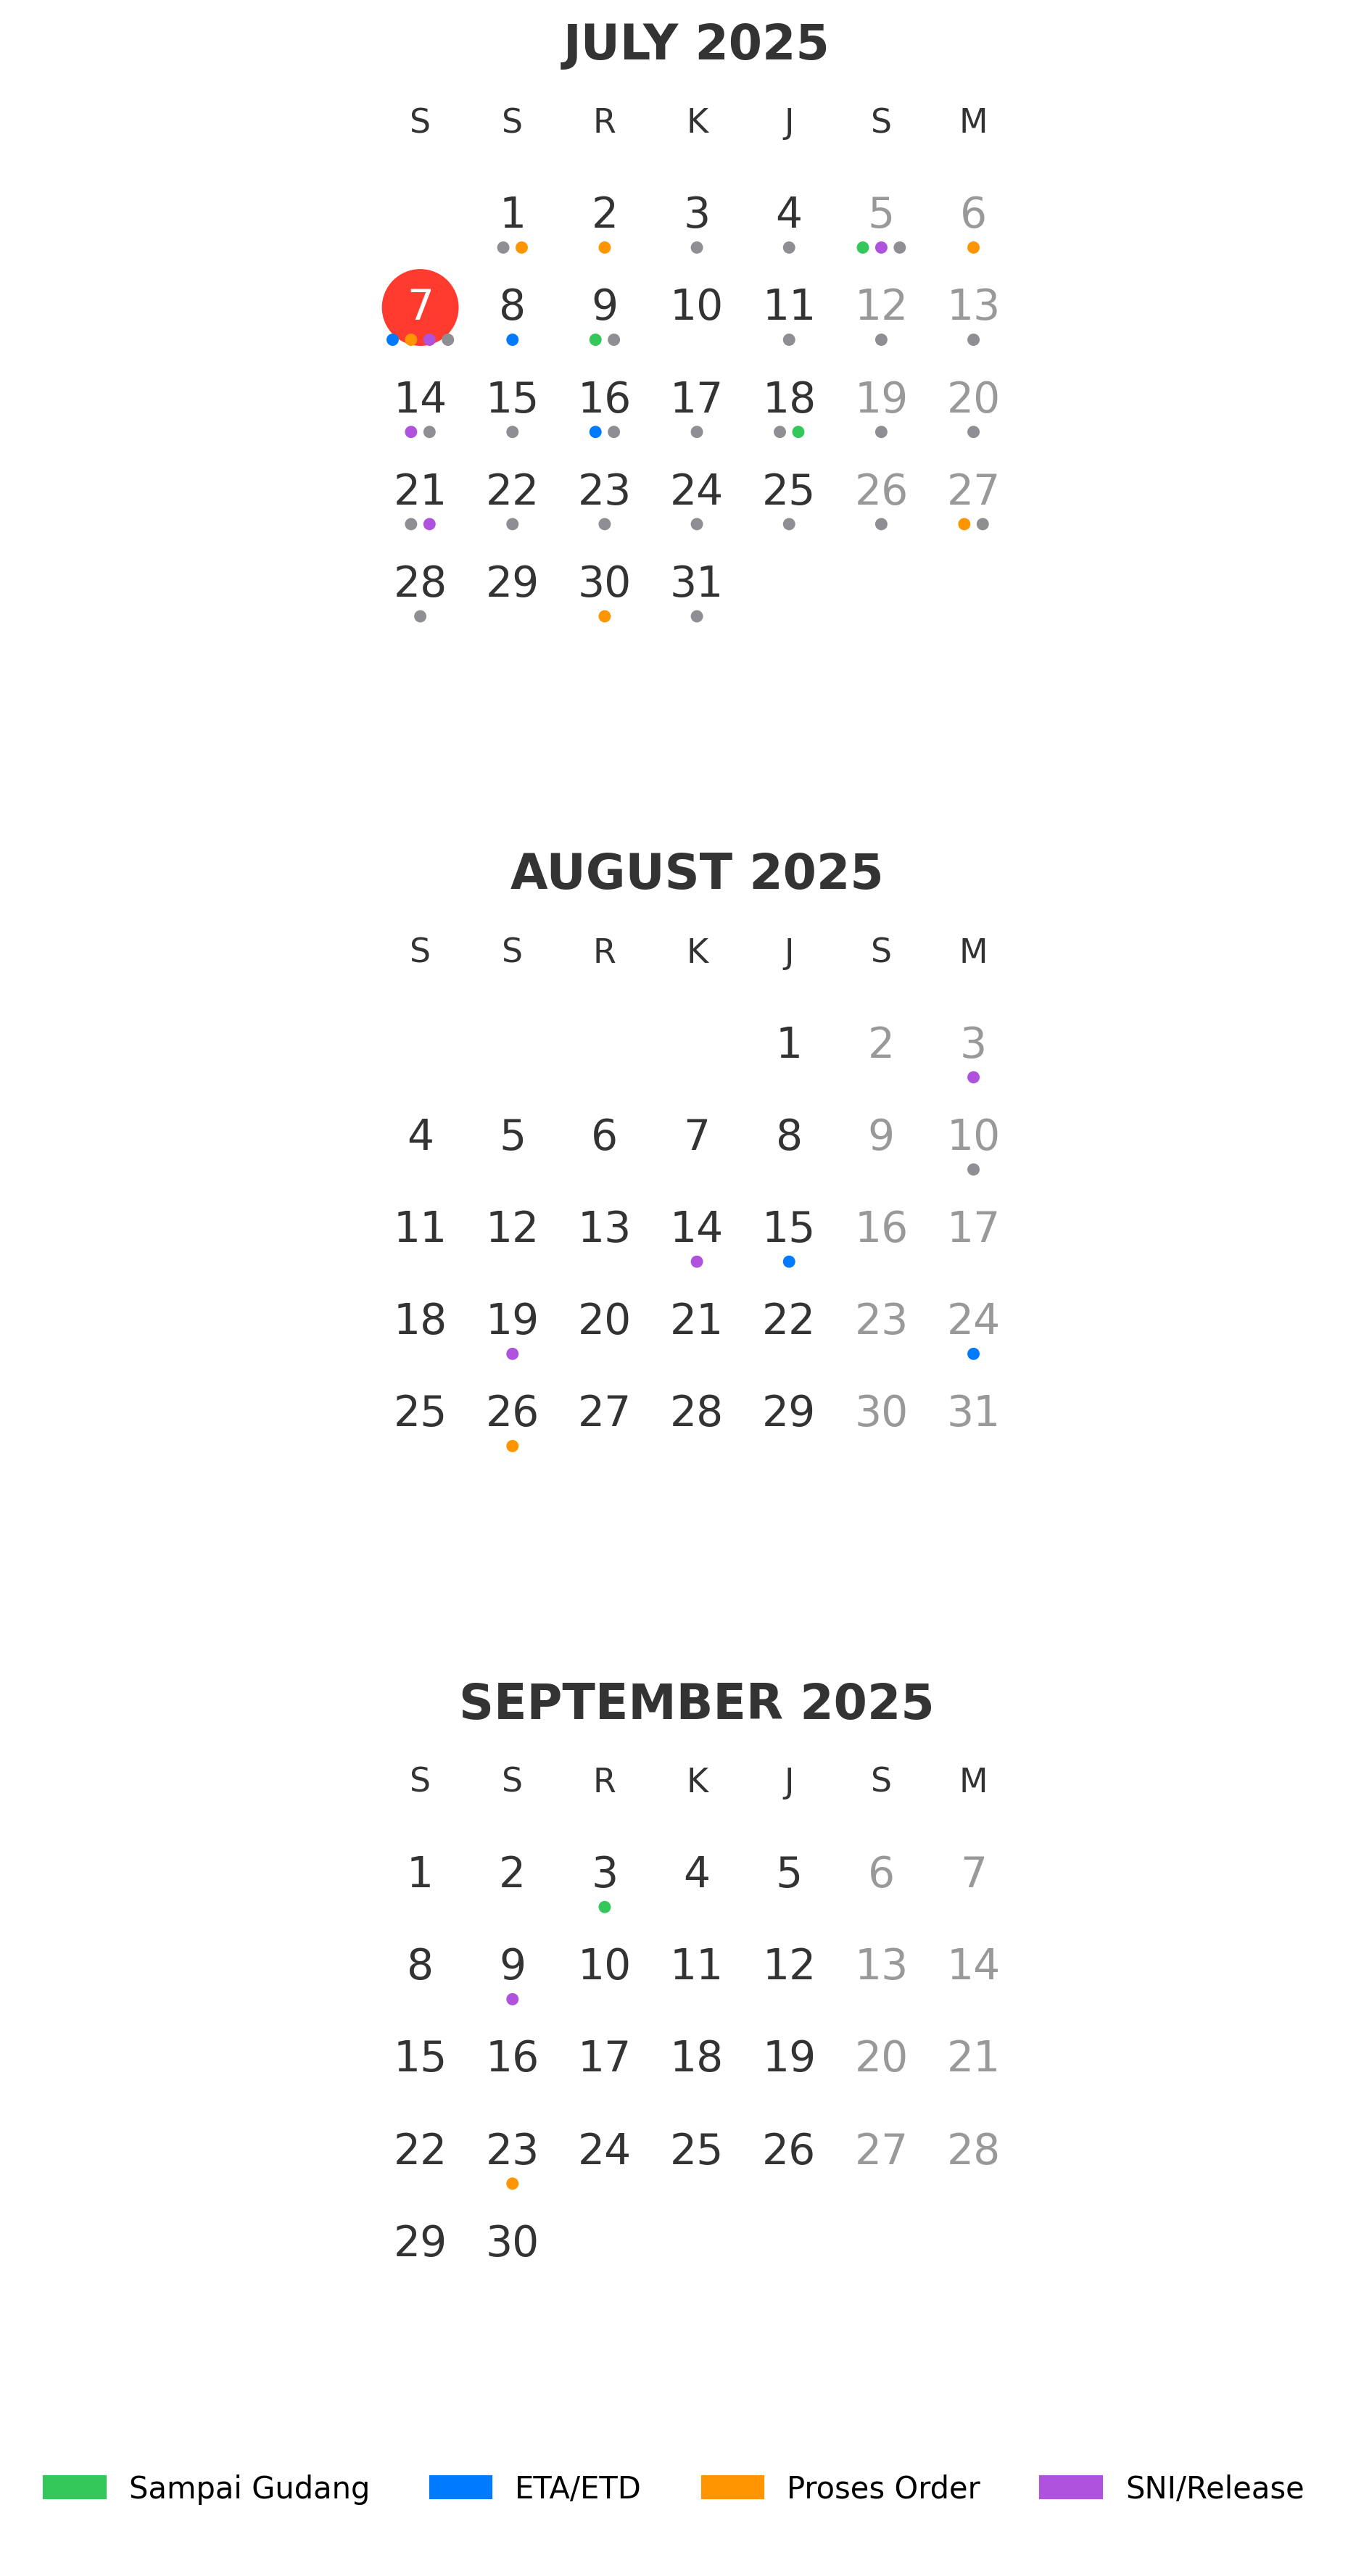 JULY 2025
S S R K J S M
1 2 3 4 5 6
7 8 9 10 11 12 13
14 15 16 17 18 19 20
21 22 23 24 25 26 27
28 29 30 31
AUGUST 2025
S S R K J S M
1 2 3
4 5 6 7 8 9 10
11 12 13 14 15 16 17
18 19 20 21 22 23 24
25 26 27 28 29 30 31
SEPTEMBER 2025
S S R K J S M
1 2 3 4 5 6 7
8 9 10 11 12 13 14
15 16 17 18 19 20 21
22 23 24 25 26 27 28
29 30
Sampai Gudang ETA/ETD Proses Order SNI/Release